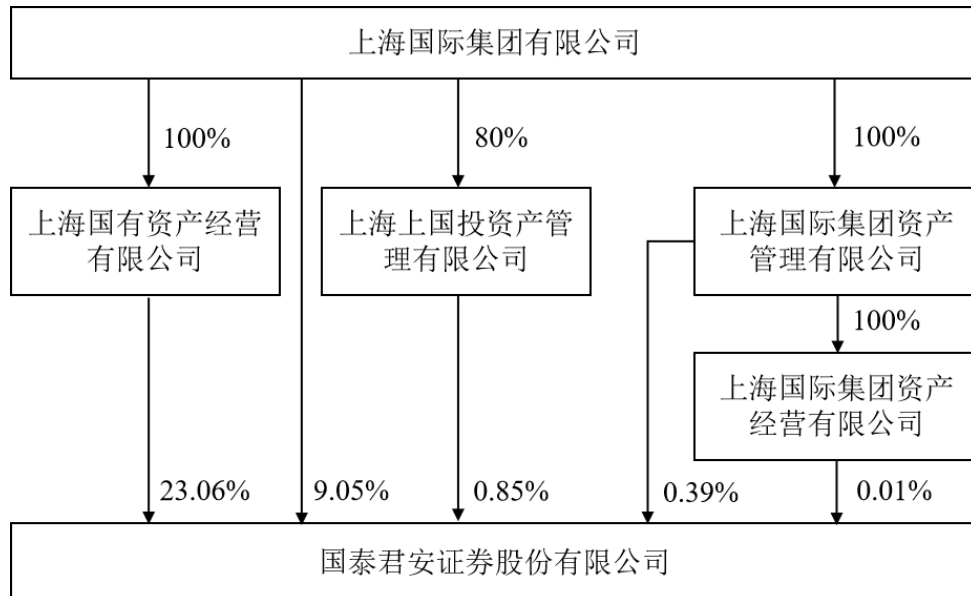 上海国际集团有限公司
100%
80%
100%
上海国有资产经营
有限公司
上海上国投资产管
理有限公司
上海国际集团资产
管理有限公司
100%
上海国际集团资产
经营有限公司
23.06%
9.05%
0.85%
0.39%
0.01%
国泰君安证券股份有限公司